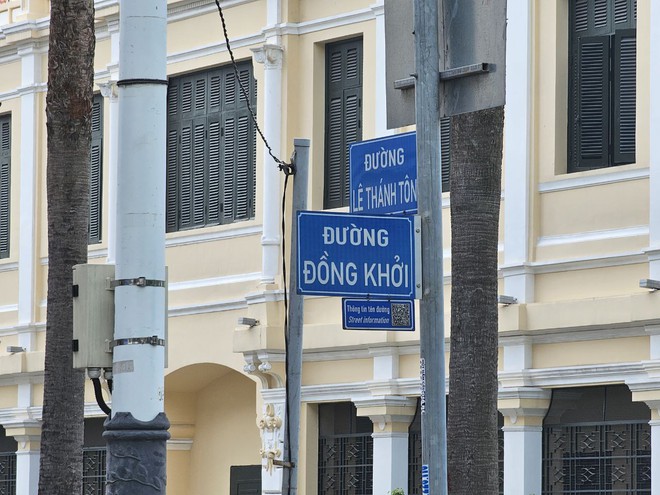 ĐƯỜNG
LÊ THÁNH TÔN
ĐƯỜNG
ĐỒNG KHỞI
Thông tin tên đường
Street information